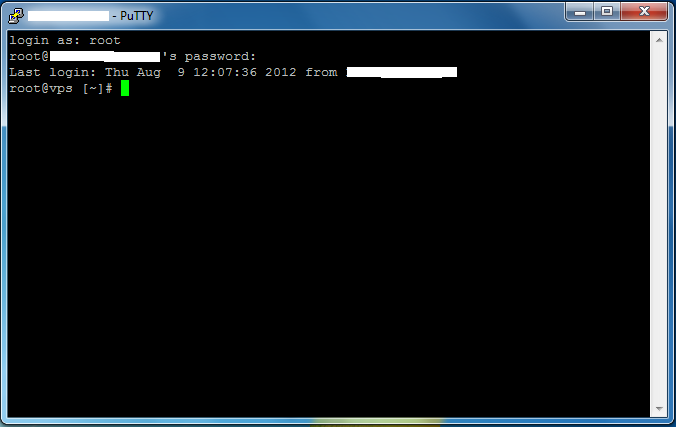 - PuTTY
login as: root
root@ 's password:
Last login: Thu Aug  9 12:07:36 2012 from
root@vps [~]#